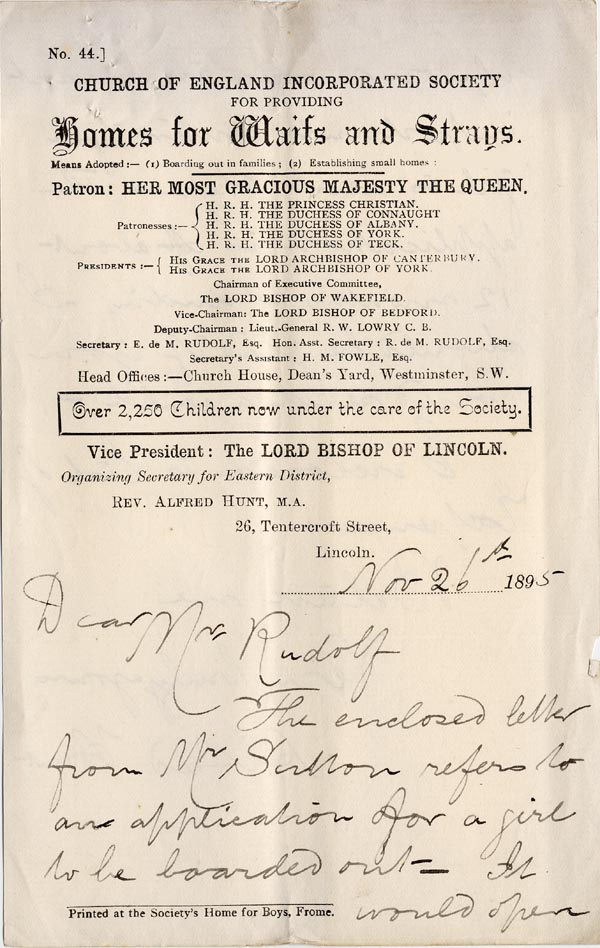 No. 44.]
CHURCH OF ENGLAND INCORPORATED SOCIETY
FOR PROVIDING
Homes for Waifs and Strays.
Means Adopted:— (1) Boarding out in families; (2) Establishing small homes:
Patron: HER MOST GRACIOUS MAJESTY THE QUEEN.
Patronesses:— H. R. H. THE PRINCESS CHRISTIAN.
H. R. H. THE DUCHESS OF CONNAUGHT
H. R. H. THE DUCHESS OF ALBANY.
H. R. H. THE DUCHESS OF YORK.
H. R. H. THE DUCHESS OF TECK.
PRESIDENTS:— HIS GRACE THE LORD ARCHBISHOP OF CANTERBURY.
HIS GRACE THE LORD ARCHBISHOP OF YORK.
Chairman of Executive Committee,
The LORD BISHOP OF WAKEFIELD.
Vice-Chairman: The LORD BISHOP OF BEDFORD.
Deputy-Chairman: Lieut.-General R. W. LOWRY C. B.
Secretary: E. de M. RUDOLF, Esq. Hon. Asst. Secretary: R. de M. RUDOLF, Esq.
Secretary's Assistant: H. M. FOWLE, Esq.
Head Offices:—Church House, Dean's Yard, Westminster, S.W.
Over 2,250 Children now under the care of the Society.
Vice President: The LORD BISHOP OF LINCOLN.
Organizing Secretary for Eastern District,
REV. ALFRED HUNT, M.A.
26, Tentercroft Street,
Lincoln.
Nov 26th 1895
Dear Mr Rudolf
The enclosed letter
from Mr Sutton refers to
an application for a girl
to be boarded out— It
would open
Printed at the Society's Home for Boys, Frome.